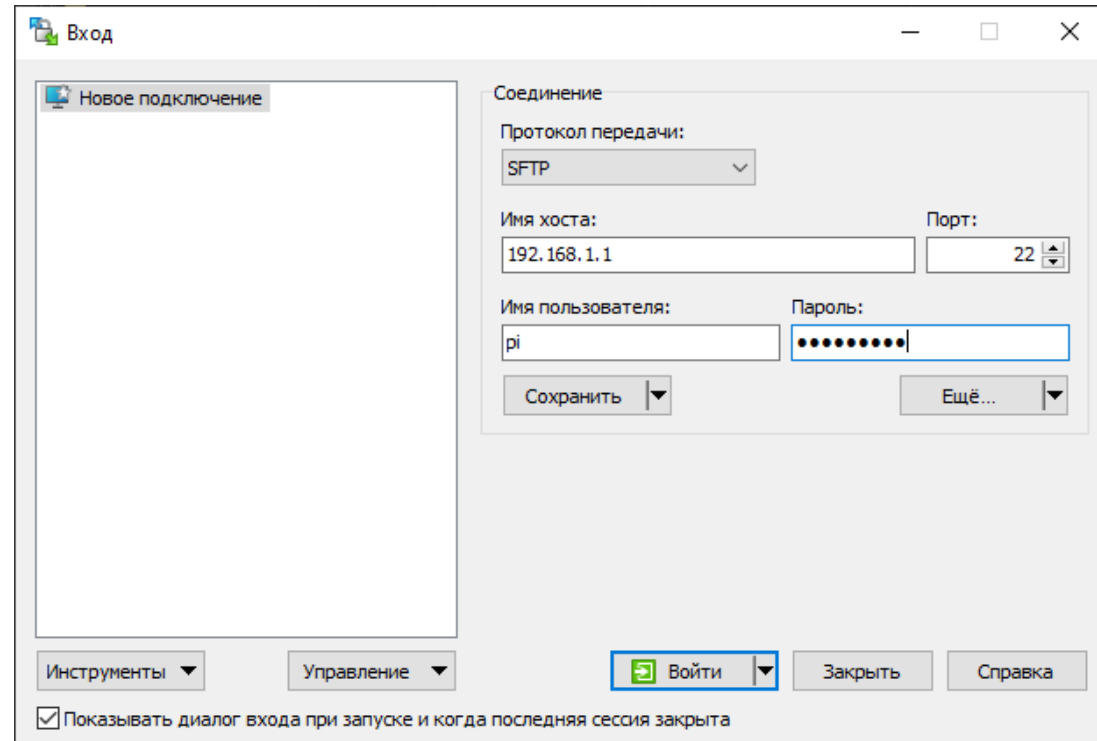 Вход
Новое подключение
Соединение
Протокол передачи:
SFTP
Имя хоста:
Порт:
192.168.1.1
22
Имя пользователя:
Пароль:
pi
•••••••••
Сохранить
Ещё...
Инструменты
Управление
Войти
Закрыть
Справка
Показывать диалог входа при запуске и когда последняя сессия закрыта